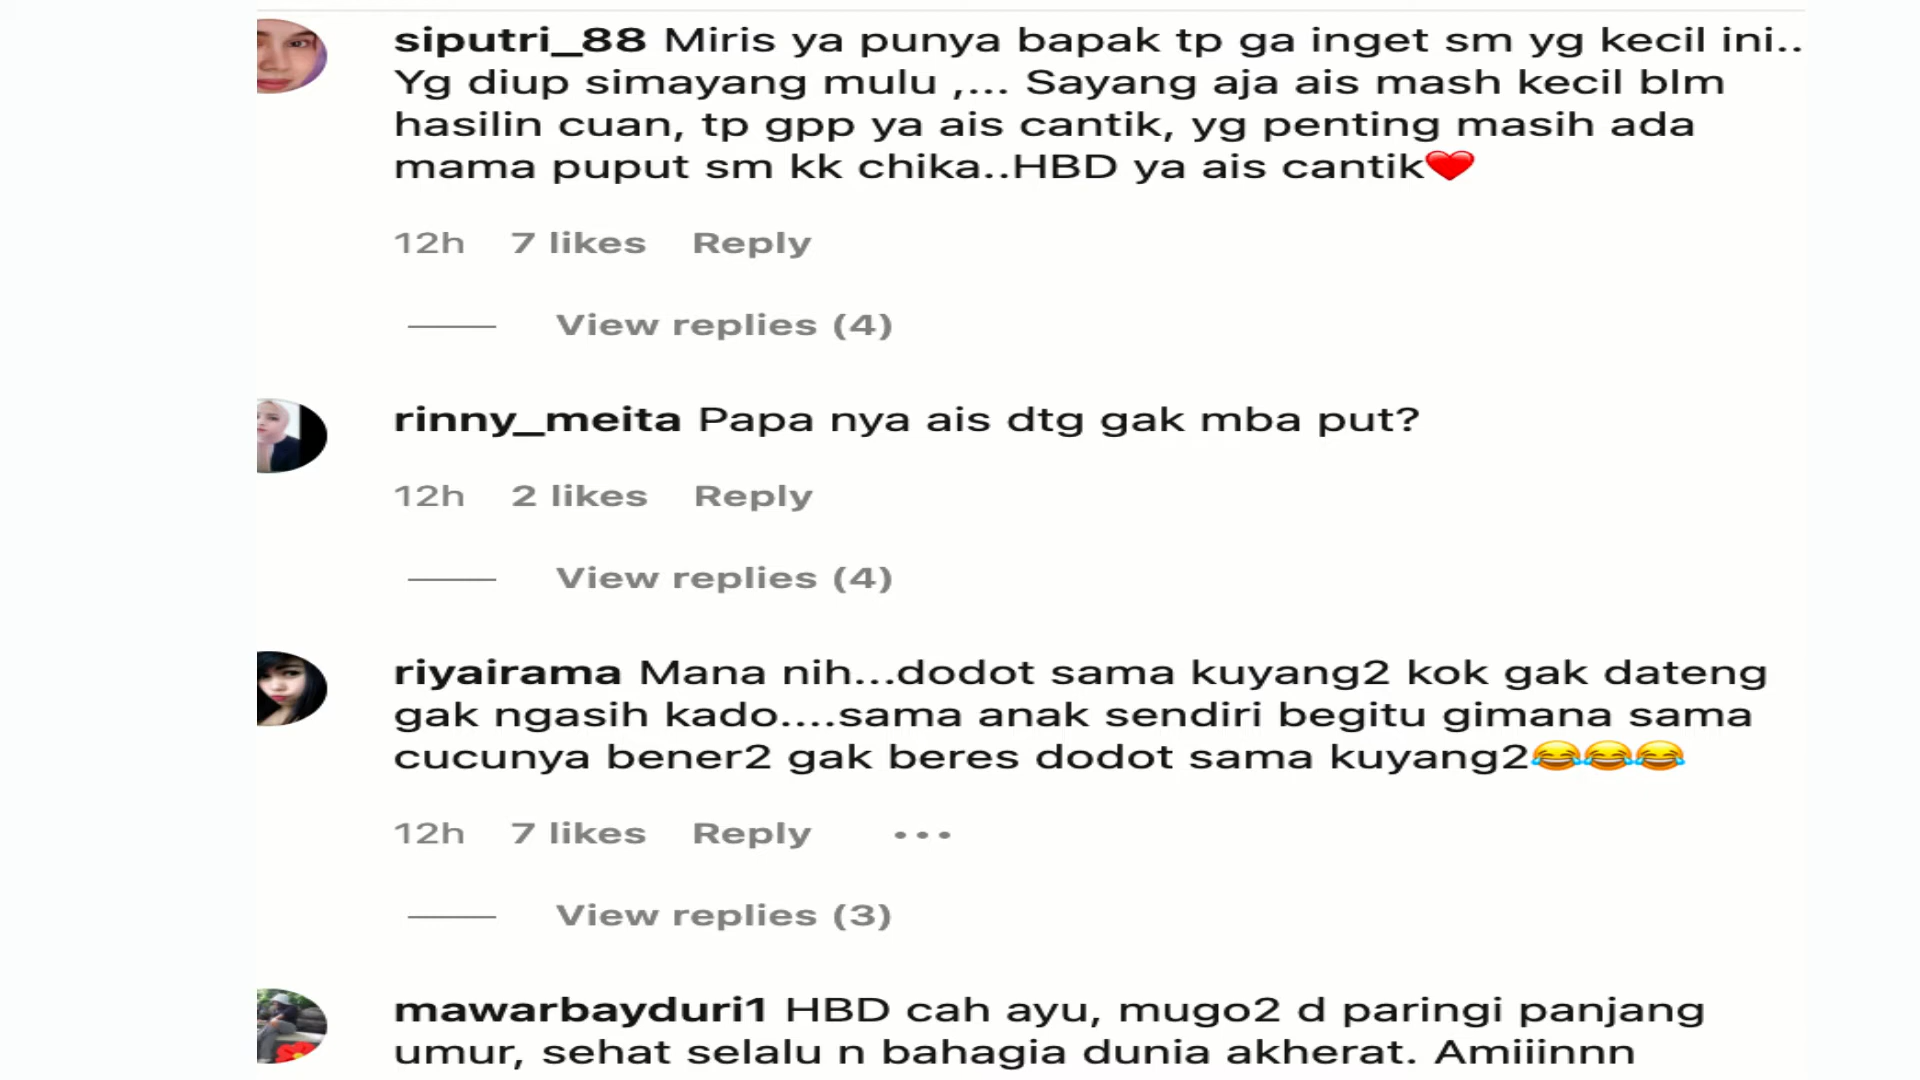 siputri_88 Miris ya punya bapak tp ga inget sm yg kecil ini..
Yg diup simayang mulu ,... Sayang aja ais mash kecil blm
hasilin cuan, tp gpp ya ais cantik, yg penting masih ada
mama puput sm kk chika..HBD ya ais cantik❤️
12h 7 likes Reply
View replies (4)
rinny_meita Papa nya ais dtg gak mba put?
12h 2 likes Reply
View replies (4)
riyairama Mana nih...dodot sama kuyang2 kok gak dateng
gak ngasih kado....sama anak sendiri begitu gimana sama
cucunya bener2 gak beres dodot sama kuyang2😂😂😂
12h 7 likes Reply ...
View replies (3)
mawarbayduri1 HBD cah ayu, mugo2 d paringi panjang
umur, sehat selalu n bahagia dunia akherat. Amiiinnn